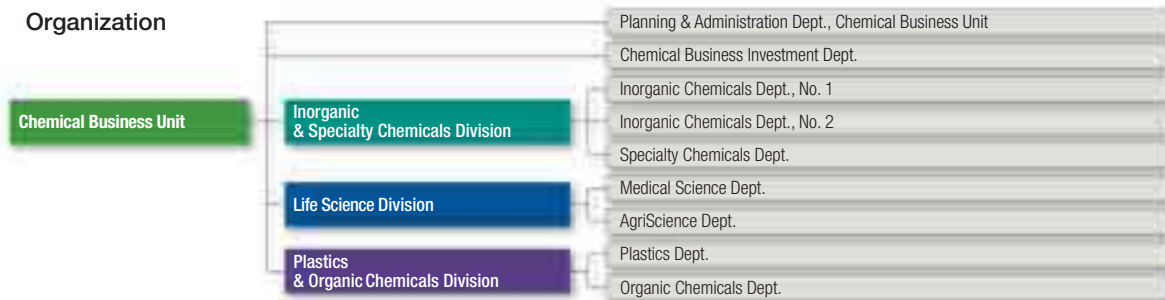 Organization
Planning & Administration Dept., Chemical Business Unit
Chemical Business Investment Dept.
Chemical Business Unit
Inorganic
& Specialty Chemicals Division
Inorganic Chemicals Dept., No. 1
Inorganic Chemicals Dept., No. 2
Specialty Chemicals Dept.
Life Science Division
Medical Science Dept.
AgriScience Dept.
Plastics
& Organic Chemicals Division
Plastics Dept.
Organic Chemicals Dept.